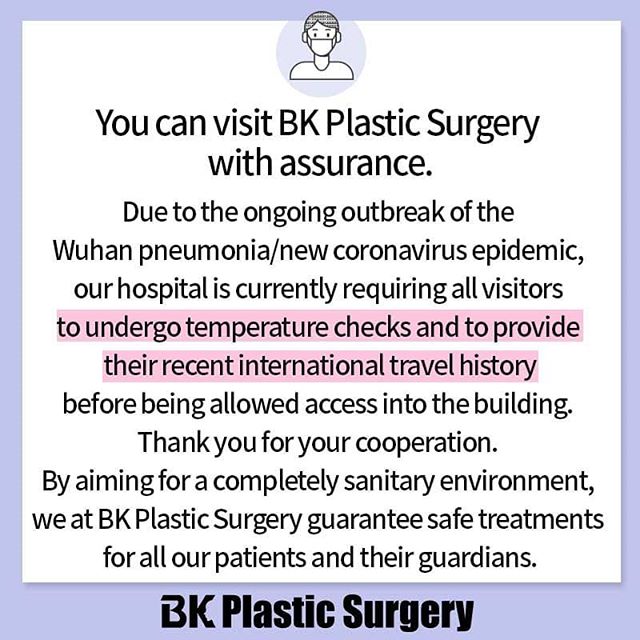 You can visit BK Plastic Surgery
with assurance.
Due to the ongoing outbreak of the
Wuhan pneumonia/new coronavirus epidemic,
our hospital is currently requiring all visitors
to undergo temperature checks and to provide
their recent international travel history
before being allowed access into the building.
Thank you for your cooperation.
By aiming for a completely sanitary environment,
we at BK Plastic Surgery guarantee safe treatments
for all our patients and their guardians.
BK Plastic Surgery